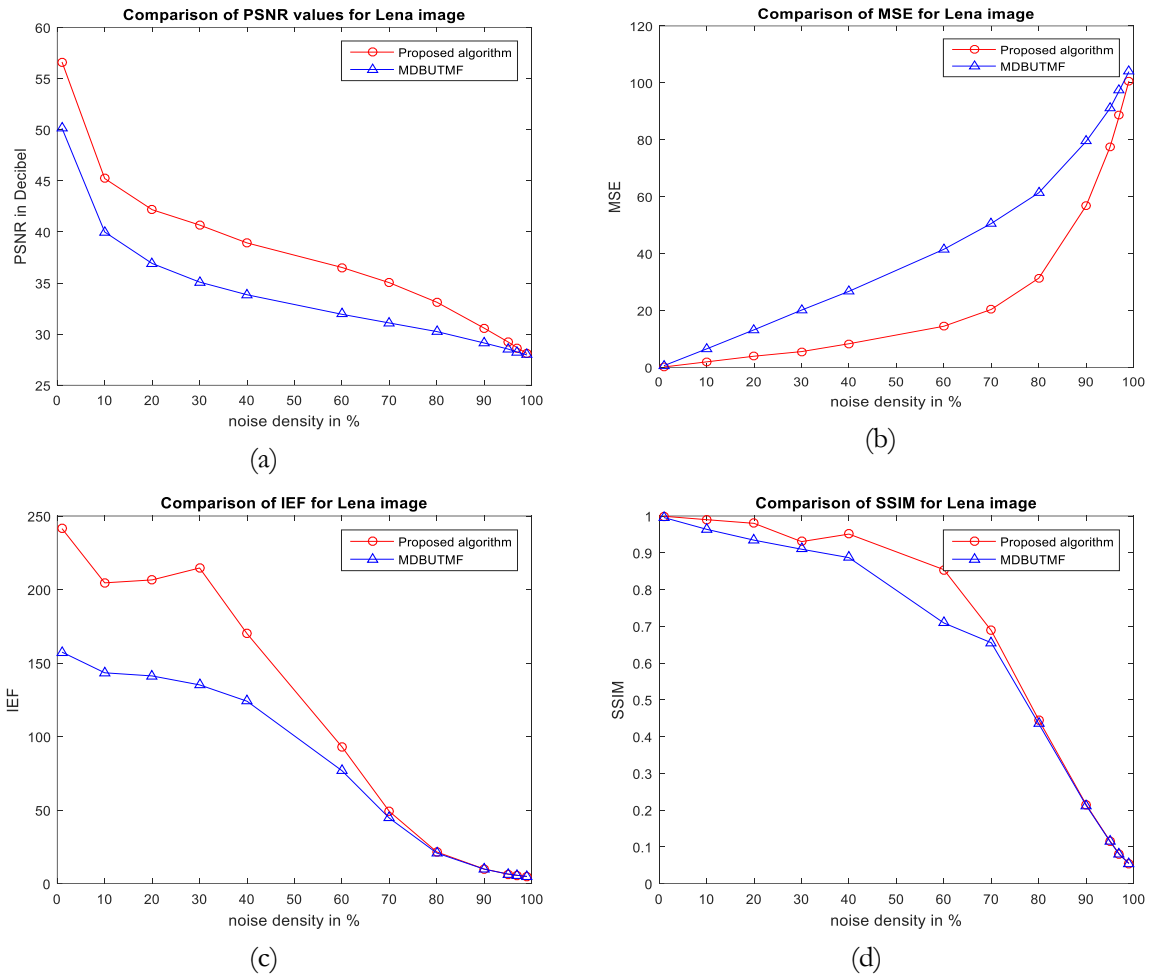 Comparison of PSNR values for Lena image
60
55
50
45
40
35
30
25
PSNR in Decibel
Proposed algorithm
MDBUTMF
0 10 20 30 40 50 60 70 80 90 100
noise density in %
(a)
Comparison of MSE for Lena image
120
100
80
60
40
20
0
MSE
Proposed algorithm
MDBUTMF
0 10 20 30 40 50 60 70 80 90 100
noise density in %
(b)
Comparison of IEF for Lena image
250
200
150
100
50
0
IEF
Proposed algorithm
MDBUTMF
0 10 20 30 40 50 60 70 80 90 100
noise density in %
(c)
Comparison of SSIM for Lena image
1
0.9
0.8
0.7
0.6
0.5
0.4
0.3
0.2
0.1
0
SSIM
Proposed algorithm
MDBUTMF
0 10 20 30 40 50 60 70 80 90 100
noise density in %
(d)